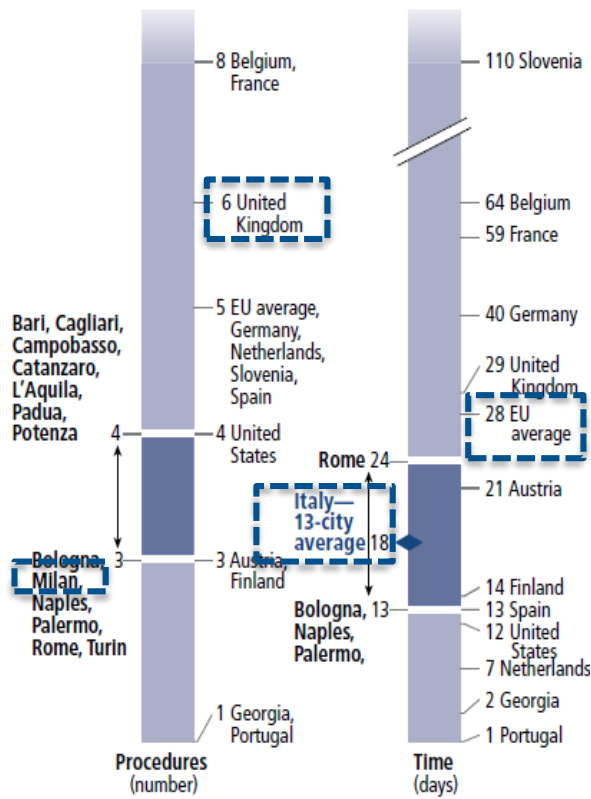 8 Belgium,
France
6 United
Kingdom
5 EU average,
Germany,
Netherlands,
Slovenia,
Spain
Bari, Cagliari,
Campobasso,
Catanzaro,
L'Aquila,
Padua,
Potenza 4
4 United
States
Bologna, 3
Milan,
Naples,
Palermo,
Rome, Turin
3 Austria,
Finland
1 Georgia,
Portugal
Procedures
(number)
110 Slovenia
64 Belgium
59 France
40 Germany
29 United
Kingdom
28 EU
average
Rome 24
21 Austria
Italy—
13-city
average 18
14 Finland
Bologna, 13
Naples,
Palermo,
13 Spain
12 United
States
7 Netherlands
2 Georgia
1 Portugal
Time
(days)